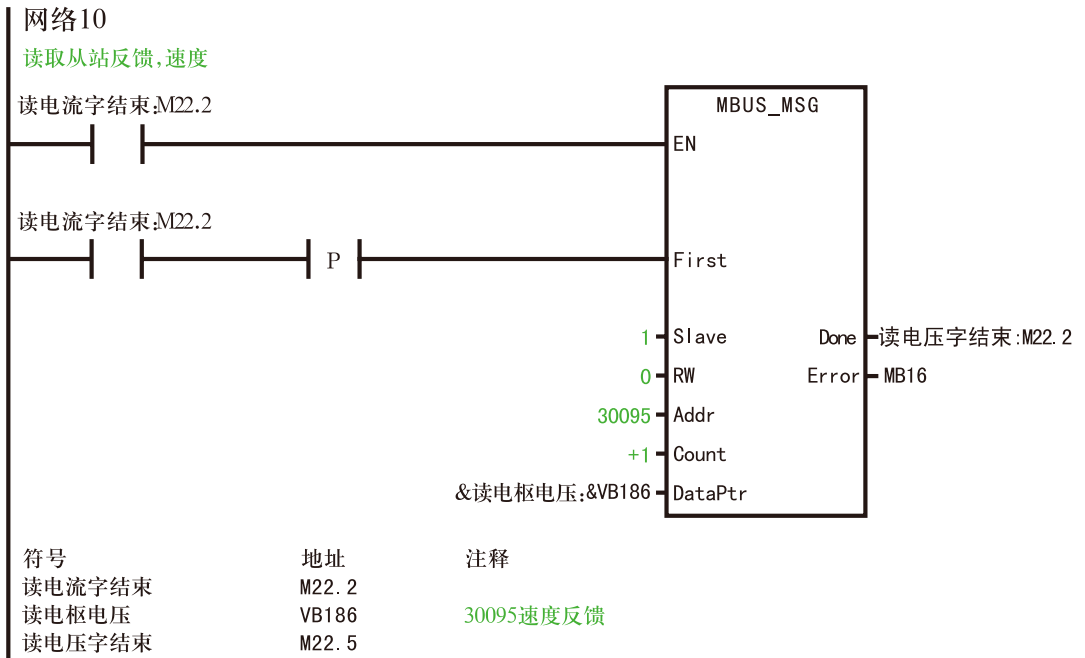 网络10
读取从站反馈,速度
读电流字结束:M22.2
MBUS_MSG
EN
读电流字结束:M22.2
P
First
1 Slave Done 读电压字结束:M22.2
0 RW Error MB16
30095 Addr
+1 Count
&读电枢电压:&VB186 DataPtr
符号 地址 注释
读电流字结束 M22.2
读电枢电压 VB186 30095速度反馈
读电压字结束 M22.5